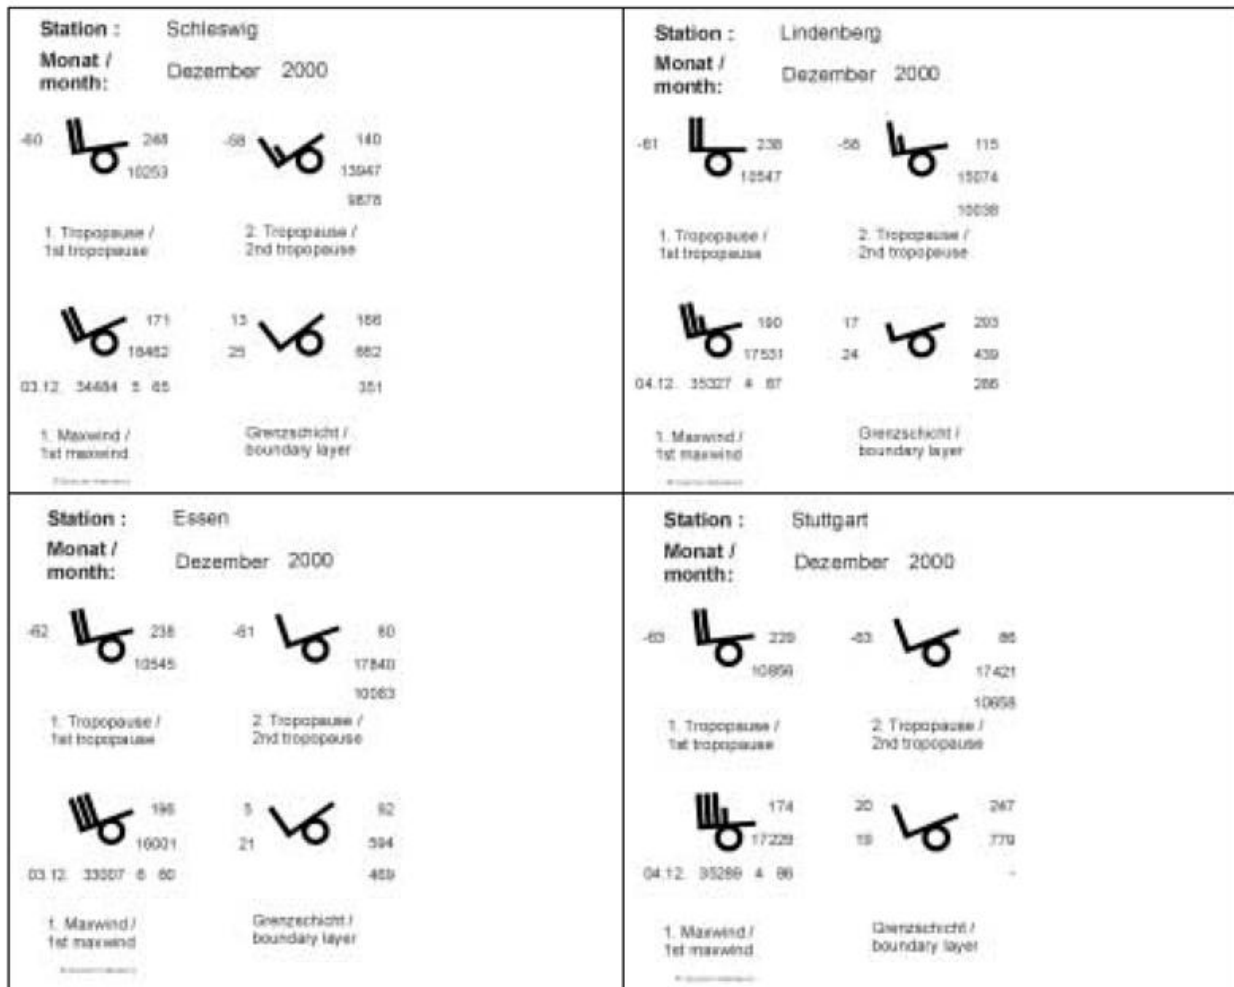 Station : Schleswig
Monat / month: Dezember 2000
-60 248
10253
-58 140
13947
9878
1. Tropopause /
1st tropopause
2. Tropopause /
2nd tropopause
171
18462
13 186
25 662
03.12. 34484 5 65
351
1. Maxwind /
1st maxwind
Grenzschicht /
boundary layer
Station : Lindenberg
Monat / month: Dezember 2000
-61 238
10547
-58 115
15074
10038
1. Tropopause /
1st tropopause
2. Tropopause /
2nd tropopause
190
17531
17 293
24 439
04.12. 35327 4 87
286
1. Maxwind /
1st maxwind
Grenzschicht /
boundary layer
Station : Essen
Monat / month: Dezember 2000
-62 238
10545
-61 60
17840
10083
1. Tropopause /
1st tropopause
2. Tropopause /
2nd tropopause
196
16001
5 92
21 594
03.12. 33007 6 80
469
1. Maxwind /
1st maxwind
Grenzschicht /
boundary layer
Station : Stuttgart
Monat / month: Dezember 2000
-63 229
10856
-63 86
17421
10658
1. Tropopause /
1st tropopause
2. Tropopause /
2nd tropopause
174
17229
20 247
19 779
04.12. 35289 4 86
-
1. Maxwind /
1st maxwind
Grenzschicht /
boundary layer